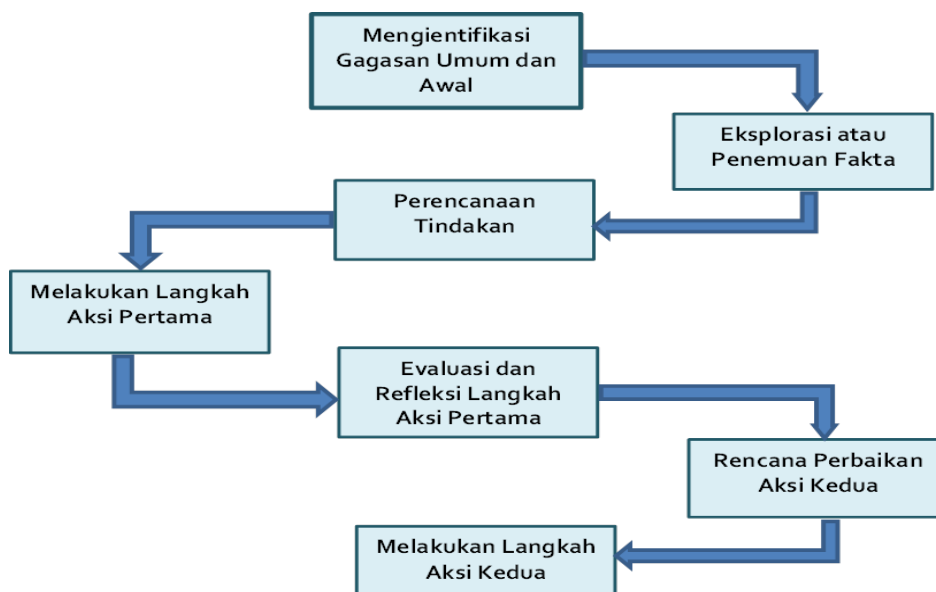 Mengientifikasi
Gagasan Umum dan
Awal
Eksplorasi atau
Penemuan Fakta
Perencanaan
Tindakan
Melakukan Langkah
Aksi Pertama
Evaluasi dan
Refleksi Langkah
Aksi Pertama
Rencana Perbaikan
Aksi Kedua
Melakukan Langkah
Aksi Kedua